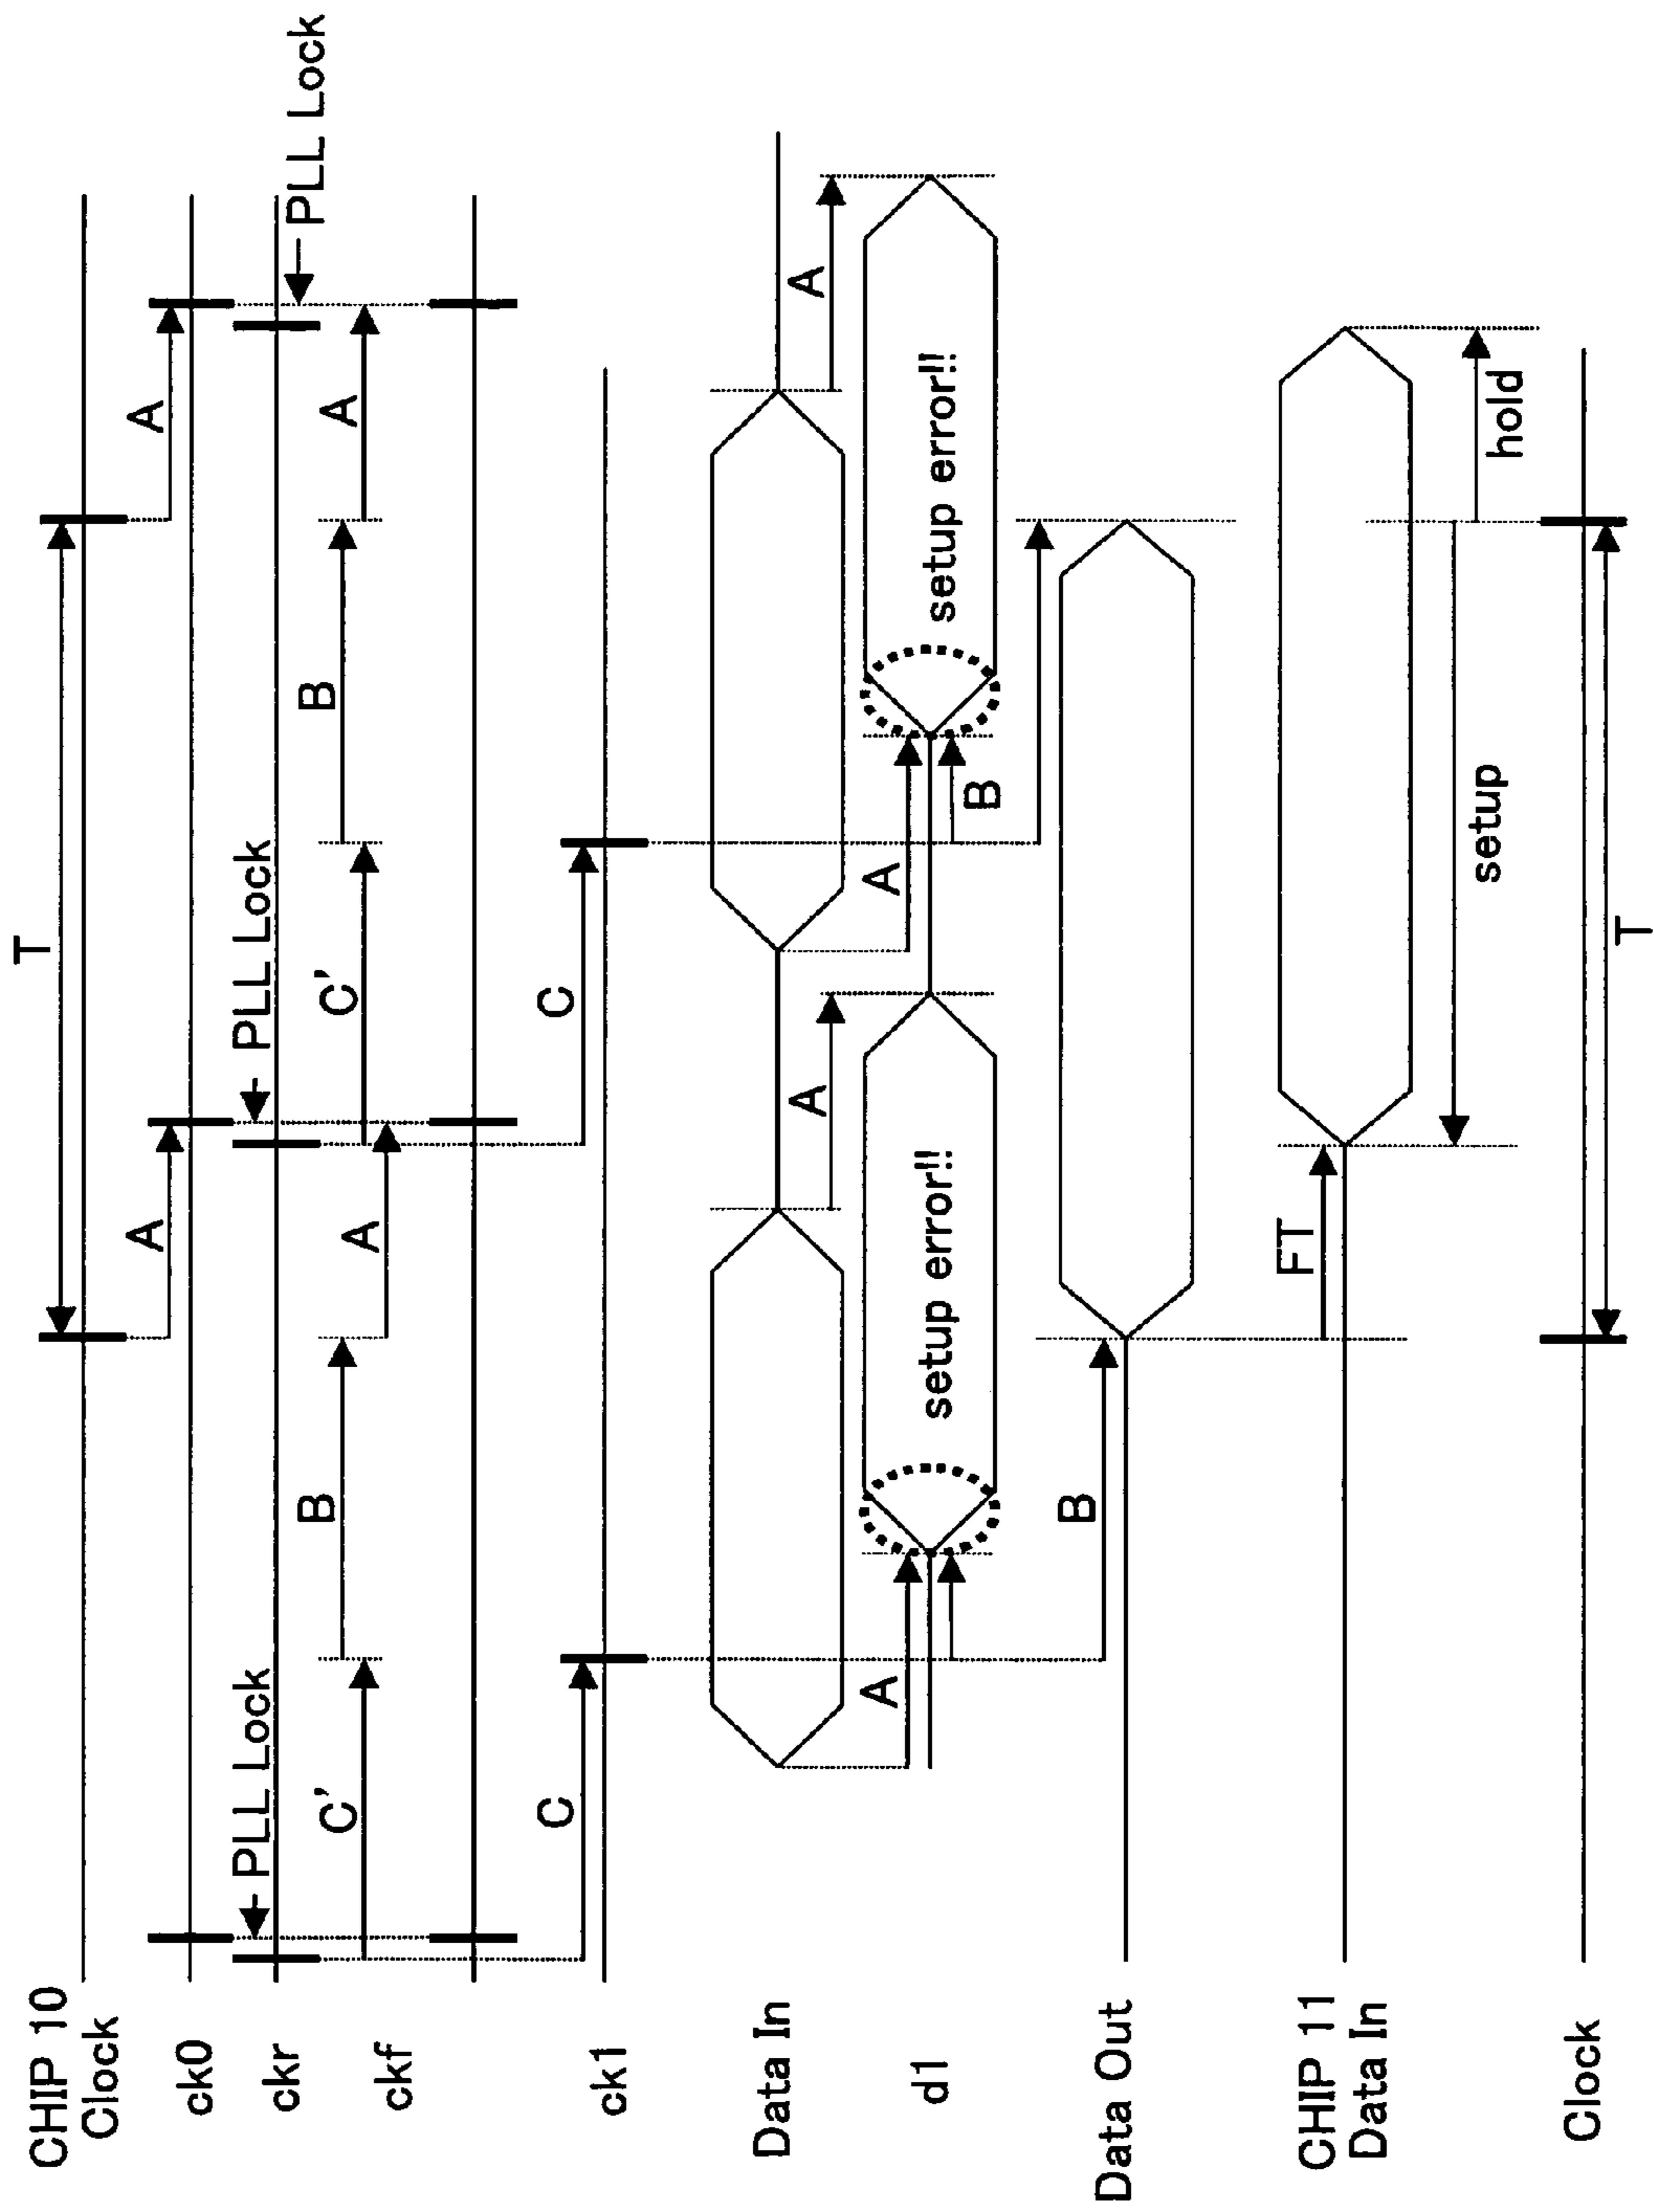 T
CHIP 10
Clock
A
A
ck0
PLL Lock
PLL Lock
PLL Lock
ckr
B
B
C'
C'
A
A
ckf
C
C
ck1
Data In
A
A
A
A
B
d1
setup error!!
setup error!!
B
Data Out
FT
CHIP 11
Data In
setup
hold
Clock
T